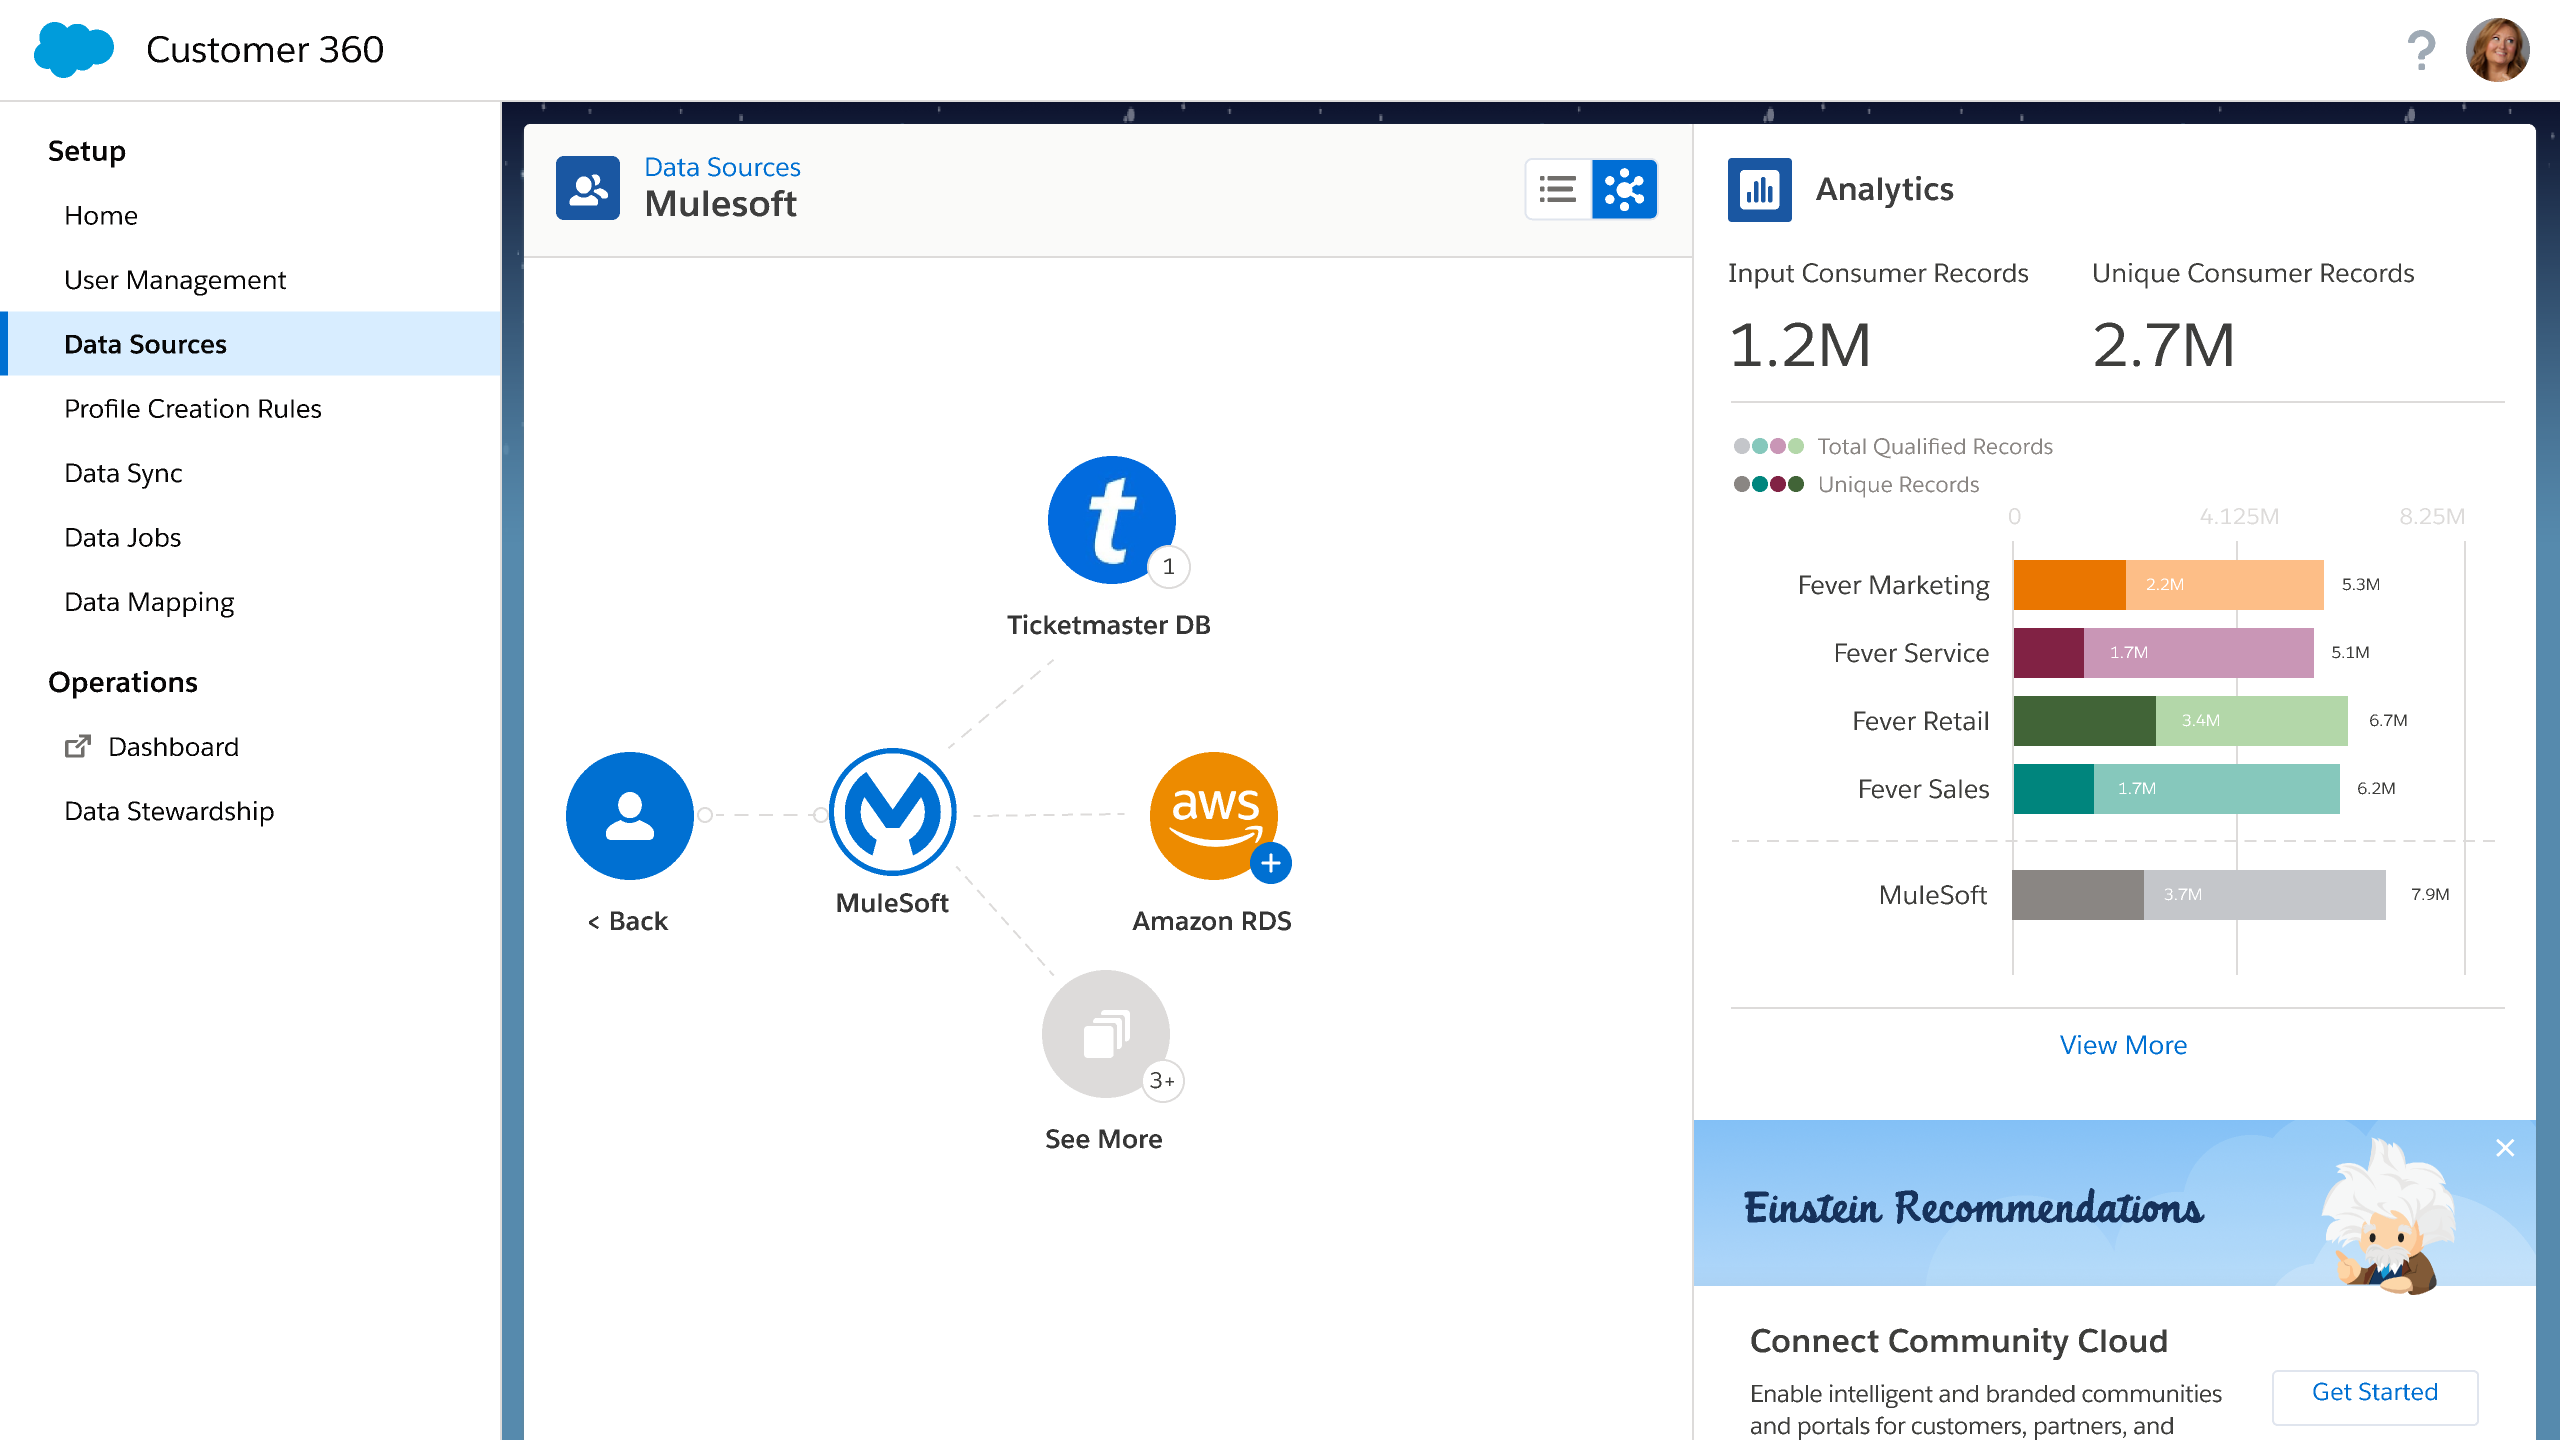 Customer 360
?
Setup
Home
User Management
Data Sources
Profile Creation Rules
Data Sync
Data Jobs
Data Mapping
Operations
Dashboard
Data Stewardship
Data Sources
Mulesoft
t
1
Ticketmaster DB
< Back
MuleSoft
aws
+
Amazon RDS
3+
See More
Analytics
Input Consumer Records
1.2M
Unique Consumer Records
2.7M
Total Qualified Records
Unique Records
0 4.125M 8.25M
Fever Marketing 2.2M 5.3M
Fever Service 1.7M 5.1M
Fever Retail 3.4M 6.7M
Fever Sales 1.7M 6.2M
MuleSoft 3.7M 7.9M
View More
Einstein Recommendations
Connect Community Cloud
Enable intelligent and branded communities
and portals for customers, partners, and
Get Started